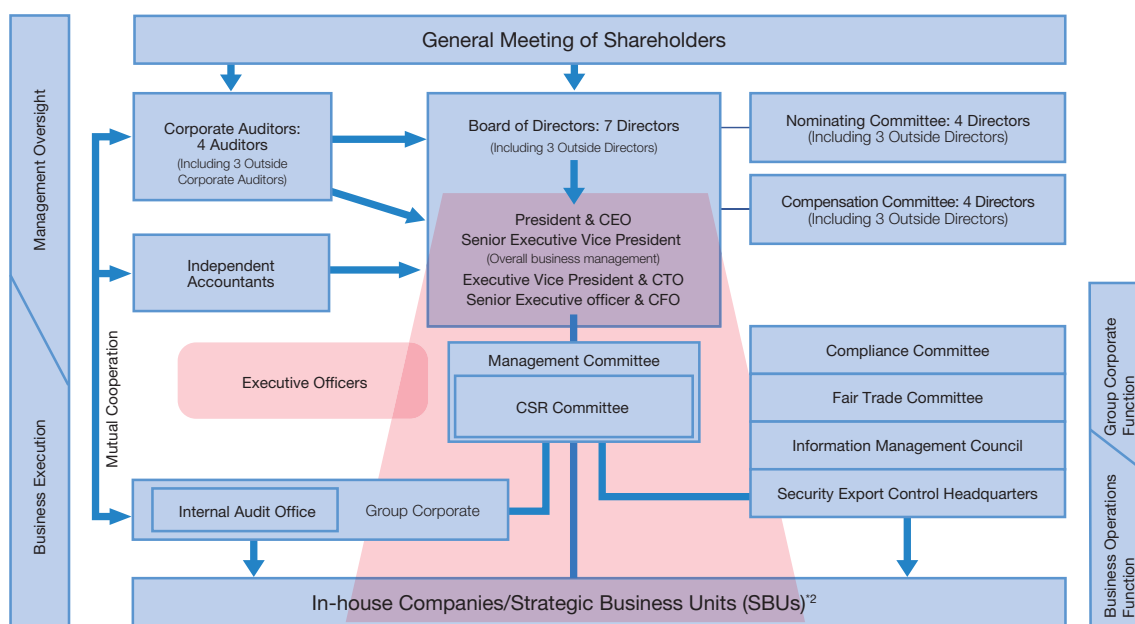 General Meeting of Shareholders
Management Oversight
Business Execution
Mutual Cooperation
Corporate Auditors:
4 Auditors
(Including 3 Outside
Corporate Auditors)
Board of Directors: 7 Directors
(Including 3 Outside Directors)
Nominating Committee: 4 Directors
(Including 3 Outside Directors)
Compensation Committee: 4 Directors
(Including 3 Outside Directors)
President & CEO
Senior Executive Vice President
(Overall business management)
Executive Vice President & CTO
Senior Executive officer & CFO
Independent
Accountants
Executive Officers
Management Committee
CSR Committee
Compliance Committee
Fair Trade Committee
Information Management Council
Security Export Control Headquarters
Group Corporate
Function
Business Operations
Function
Internal Audit Office
Group Corporate
In-house Companies/Strategic Business Units (SBUs)*2